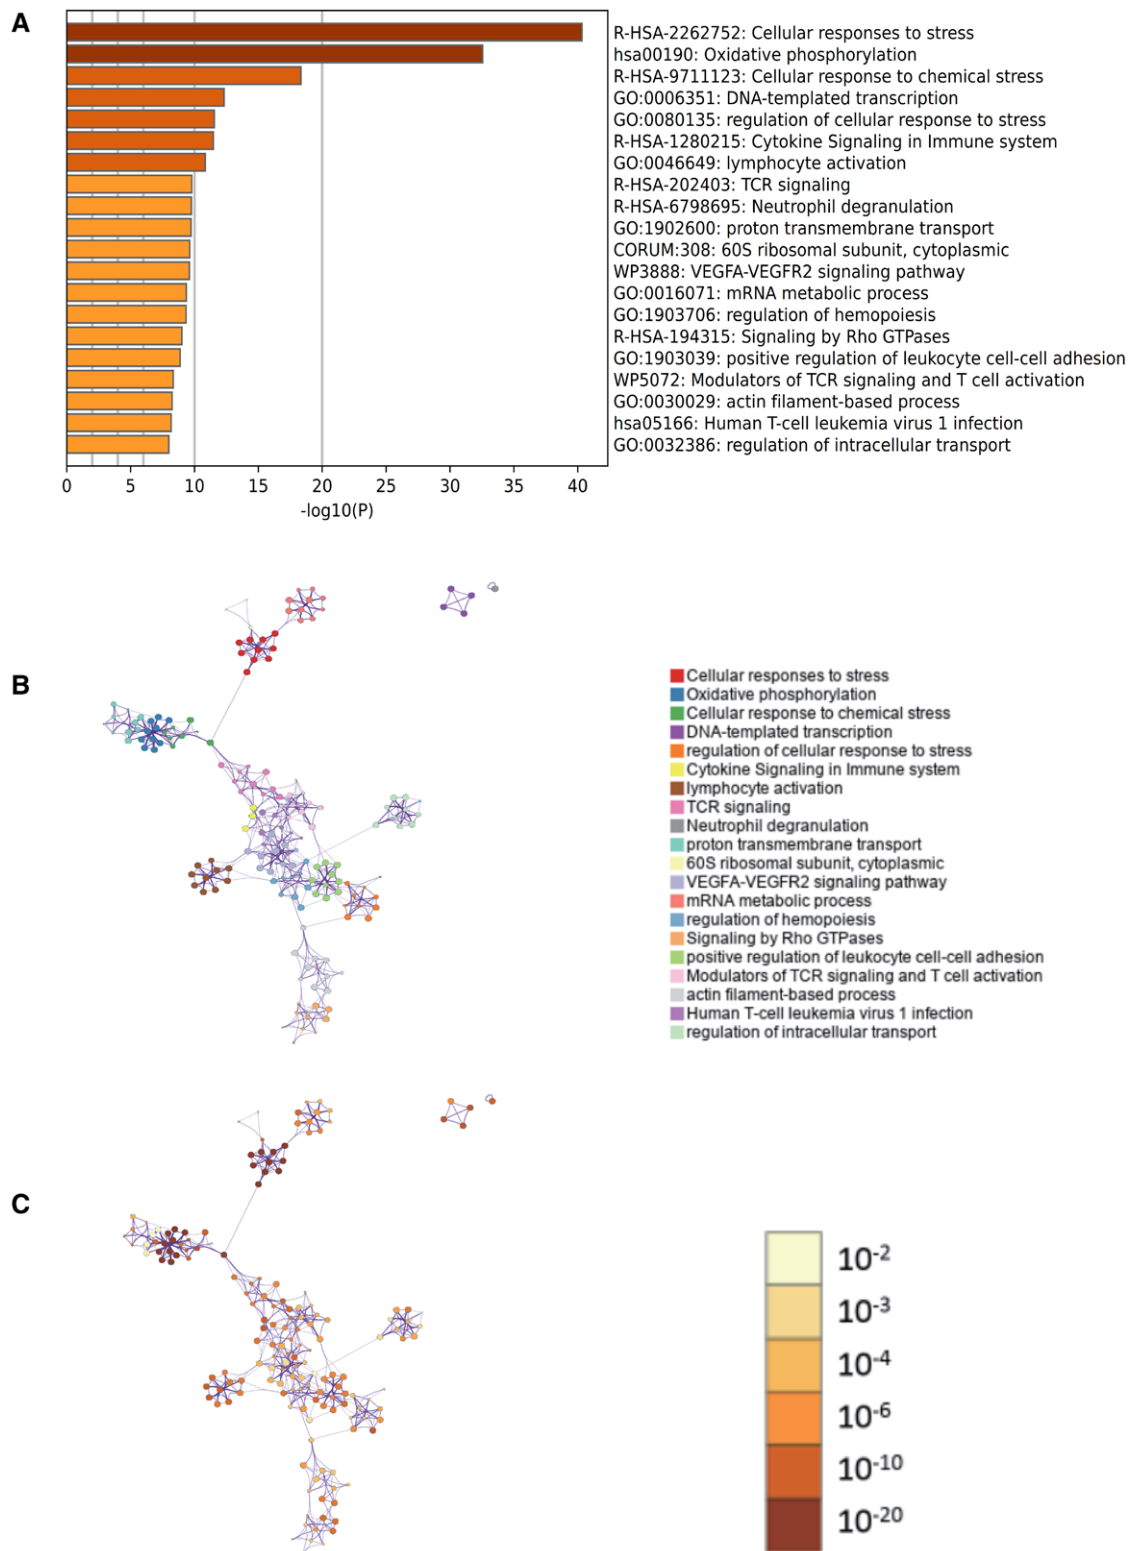 A
R-HSA-2262752: Cellular responses to stress
hsa00190: Oxidative phosphorylation
R-HSA-9711123: Cellular response to chemical stress
GO:0006351: DNA-templated transcription
GO:0080135: regulation of cellular response to stress
R-HSA-1280215: Cytokine Signaling in Immune system
GO:0046649: lymphocyte activation
R-HSA-202403: TCR signaling
R-HSA-6798695: Neutrophil degranulation
GO:1902600: proton transmembrane transport
CORUM:308: 60S ribosomal subunit, cytoplasmic
WP3888: VEGFA-VEGFR2 signaling pathway
GO:0016071: mRNA metabolic process
GO:1903706: regulation of hemopoiesis
R-HSA-194315: Signaling by Rho GTPases
GO:1903039: positive regulation of leukocyte cell-cell adhesion
WP5072: Modulators of TCR signaling and T cell activation
GO:0030029: actin filament-based process
hsa05166: Human T-cell leukemia virus 1 infection
GO:0032386: regulation of intracellular transport
0 5 10 15 20 25 30 35 40
-log10(P)
B
Cellular responses to stress
Oxidative phosphorylation
Cellular response to chemical stress
DNA-templated transcription
regulation of cellular response to stress
Cytokine Signaling in Immune system
lymphocyte activation
TCR signaling
Neutrophil degranulation
proton transmembrane transport
60S ribosomal subunit, cytoplasmic
VEGFA-VEGFR2 signaling pathway
mRNA metabolic process
regulation of hemopoiesis
Signaling by Rho GTPases
positive regulation of leukocyte cell-cell adhesion
Modulators of TCR signaling and T cell activation
actin filament-based process
Human T-cell leukemia virus 1 infection
regulation of intracellular transport
C
10⁻²
10⁻³
10⁻⁴
10⁻⁶
10⁻¹⁰
10⁻²⁰